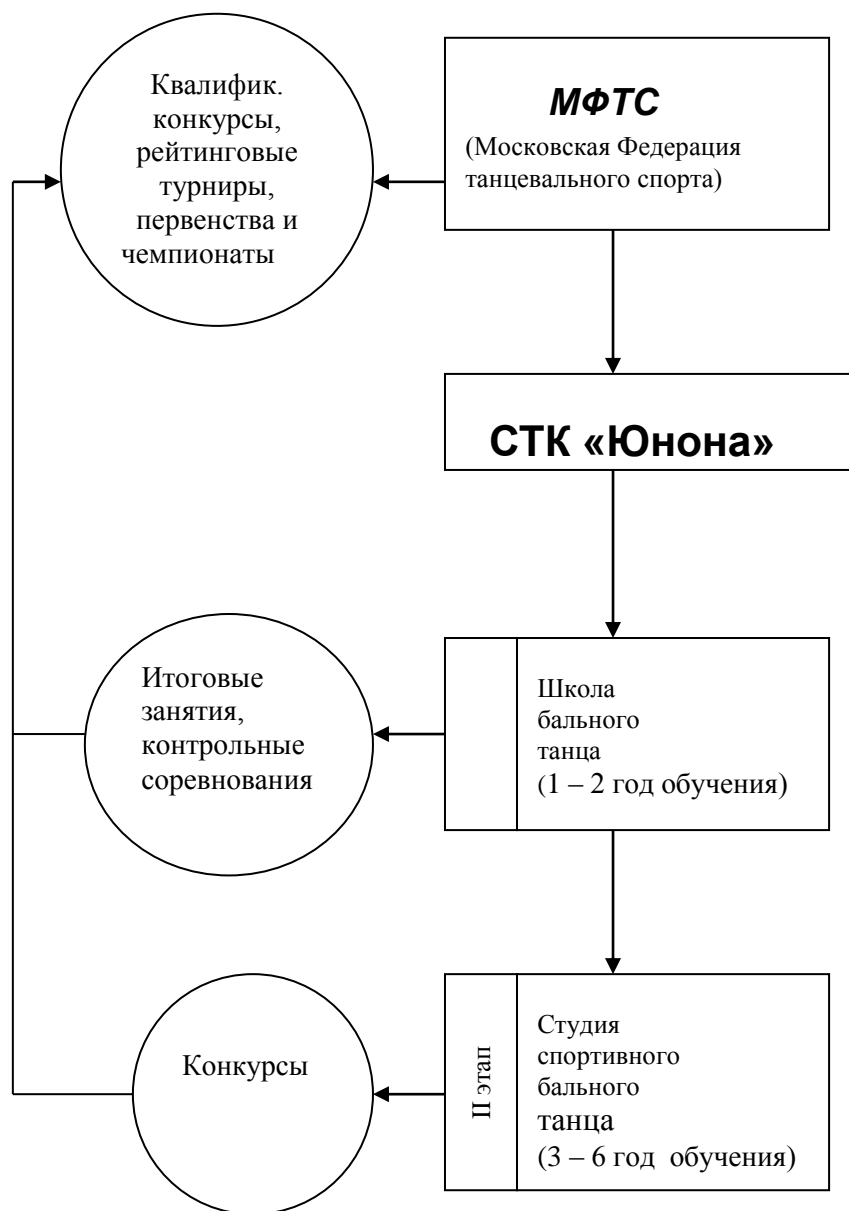 Квалифик.
конкурсы,
рейтинговые
турниры,
первенства и
чемпионаты
МФТС
(Московская Федерация
танцевального спорта)
СТК «Юнона»
Итоговые
занятия,
контрольные
соревнования
Школа
бального
танца
(1 – 2 год обучения)
Конкурсы
II этап
Студия
спортивного
бального
танца
(3 – 6 год обучения)